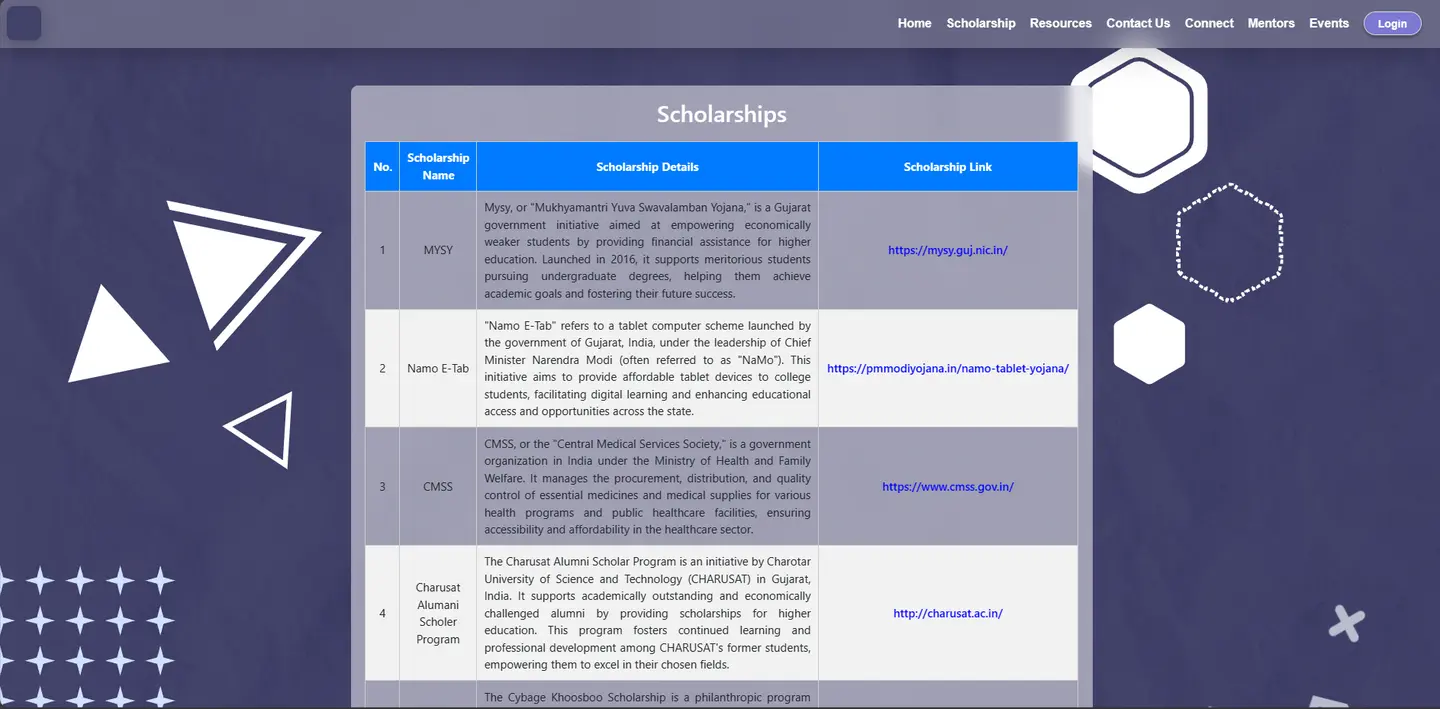 Home Scholarship Resources Contact Us Connect Mentors Events Login
Scholarships
No. Scholarship Name Scholarship Details Scholarship Link
1 MYSY
Mysy, or "Mukhyamantri Yuva Swavalamban Yojana," is a Gujarat
government initiative aimed at empowering economically
weaker students by providing financial assistance for higher
education. Launched in 2016, it supports meritorious students
pursuing undergraduate degrees, helping them achieve
academic goals and fostering their future success.
https://mysy.guj.nic.in/
2 Namo E-Tab
"Namo E-Tab" refers to a tablet computer scheme launched by
the government of Gujarat, India, under the leadership of Chief
Minister Narendra Modi (often referred to as "NaMo"). This
initiative aims to provide affordable tablet devices to college
students, facilitating digital learning and enhancing educational
access and opportunities across the state.
https://pmmodiyojana.in/namo-tablet-yojana/
3 CMSS
CMSS, or the "Central Medical Services Society," is a government
organization in India under the Ministry of Health and Family
Welfare. It manages the procurement, distribution, and quality
control of essential medicines and medical supplies for various
health programs and public healthcare facilities, ensuring
accessibility and affordability in the healthcare sector.
https://www.cmss.gov.in/
4
Charusat
Alumani
Scholer
Program
The Charusat Alumni Scholar Program is an initiative by Charotar
University of Science and Technology (CHARUSAT) in Gujarat,
India. It supports academically outstanding and economically
challenged alumni by providing scholarships for higher
education. This program fosters continued learning and
professional development among CHARUSAT's former students,
empowering them to excel in their chosen fields.
http://charusat.ac.in/
The Cybage Khoosboo Scholarship is a philanthropic program